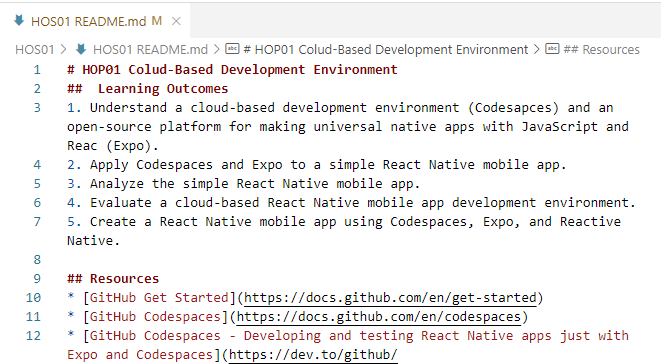 HOS01 README.md M ×
HOS01 > HOS01 README.md > # HOP01 Colud-Based Development Environment > ## Resources
1 # HOP01 Colud-Based Development Environment
2 ##  Learning Outcomes
3 1. Understand a cloud-based development environment (Codesapces) and an
open-source platform for making universal native apps with JavaScript and
Reac (Expo).
4 2. Apply Codespaces and Expo to a simple React Native mobile app.
5 3. Analyze the simple React Native mobile app.
6 4. Evaluate a cloud-based React Native mobile app development environment.
7 5. Create a React Native mobile app using Codespaces, Expo, and Reactive
Native.
8
9 ## Resources
10 * [GitHub Get Started](https://docs.github.com/en/get-started)
11 * [GitHub Codespaces](https://docs.github.com/en/codespaces)
12 * [GitHub Codespaces - Developing and testing React Native apps just with
Expo and Codespaces](https://dev.to/github/